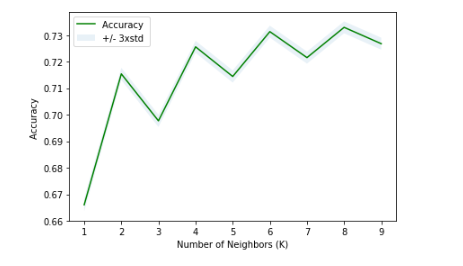 Accuracy
+/- 3xstd
0.73
0.72
0.71
0.70
0.69
0.68
0.67
0.66
Accuracy
1 2 3 4 5 6 7 8 9
Number of Neighbors (K)